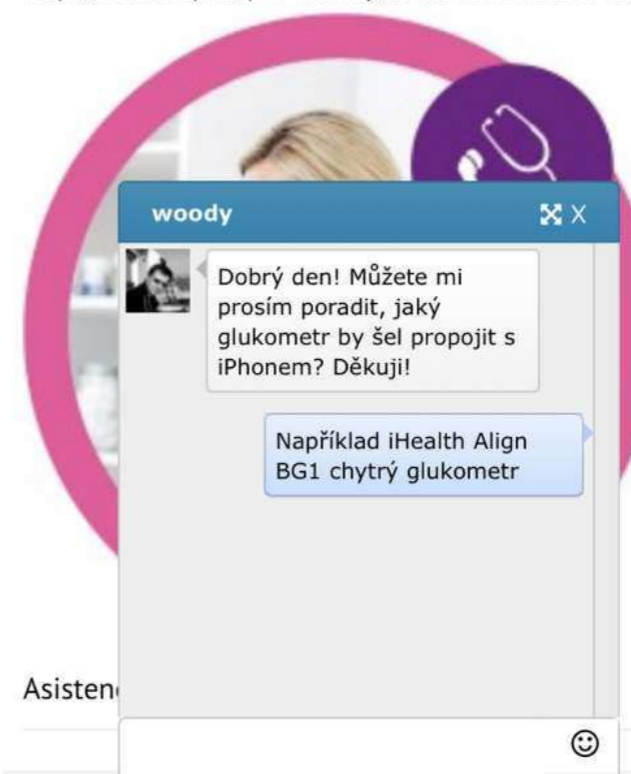 woody
X
Dobrý den! Můžete mi
prosím poradit, jaký
glukometr by šel propojit s
iPhonem? Děkuji!
Například iHealth Align
BG1 chytrý glukometr